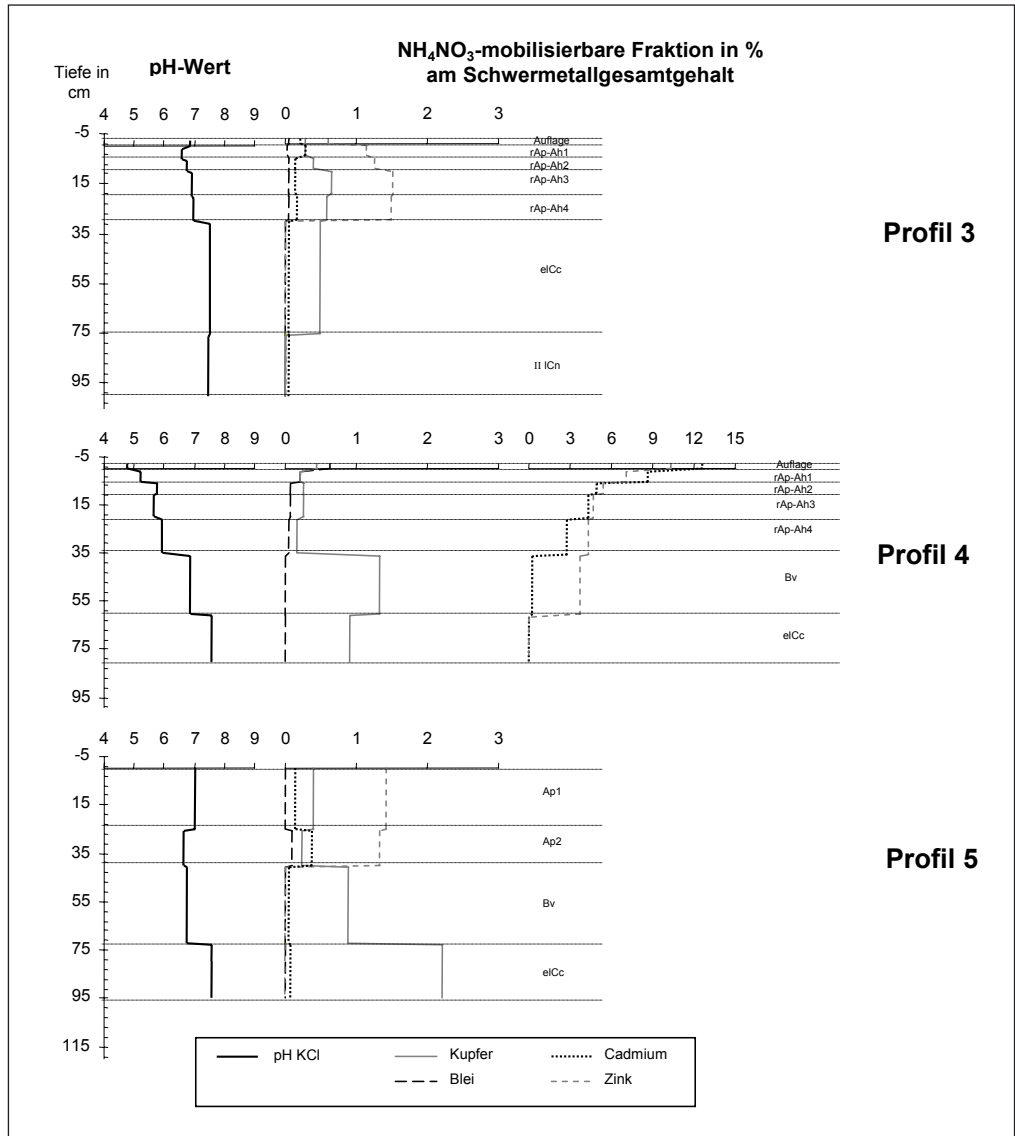 NH₄NO₃-mobilisierbare Fraktion in %
am Schwermetallgesamtgehalt
pH-Wert
Tiefe in
cm
4 5 6 7 8 9 0 1 2 3
-5
15
35
55
75
95
Auflage
rAp-Ah1
rAp-Ah2
rAp-Ah3
rAp-Ah4
elCc
II lCn
Profil 3
4 5 6 7 8 9 0 1 2 3 0 3 6 9 12 15
-5
15
35
55
75
95
Auflage
rAp-Ah1
rAp-Ah2
rAp-Ah3
rAp-Ah4
Bv
elCc
Profil 4
4 5 6 7 8 9 0 1 2 3
-5
15
35
55
75
95
115
Ap1
Ap2
Bv
elCc
Profil 5
pH KCl Kupfer Cadmium
Blei Zink